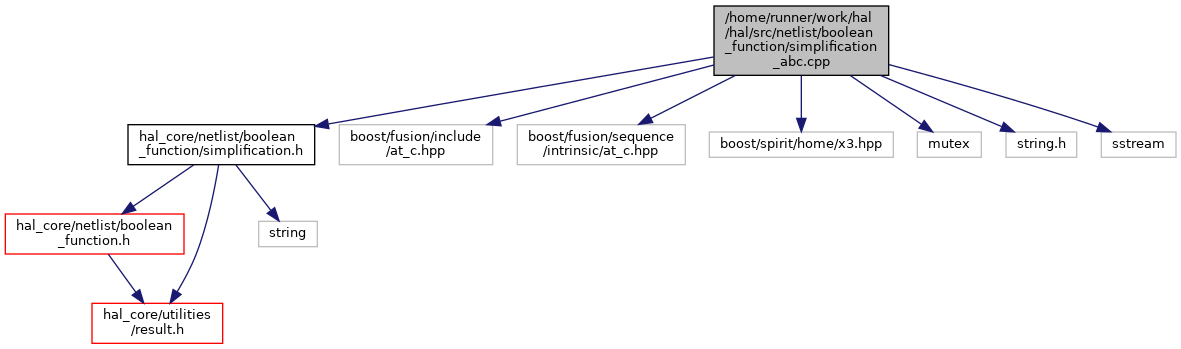 /home/runner/work/hal
/hal/src/netlist/boolean
_function/simplification
_abc.cpp
hal_core/netlist/boolean
_function/simplification.h
boost/fusion/include
/at_c.hpp
boost/fusion/sequence
/intrinsic/at_c.hpp
boost/spirit/home/x3.hpp
mutex
string.h
sstream
hal_core/netlist/boolean
_function.h
string
hal_core/utilities
/result.h